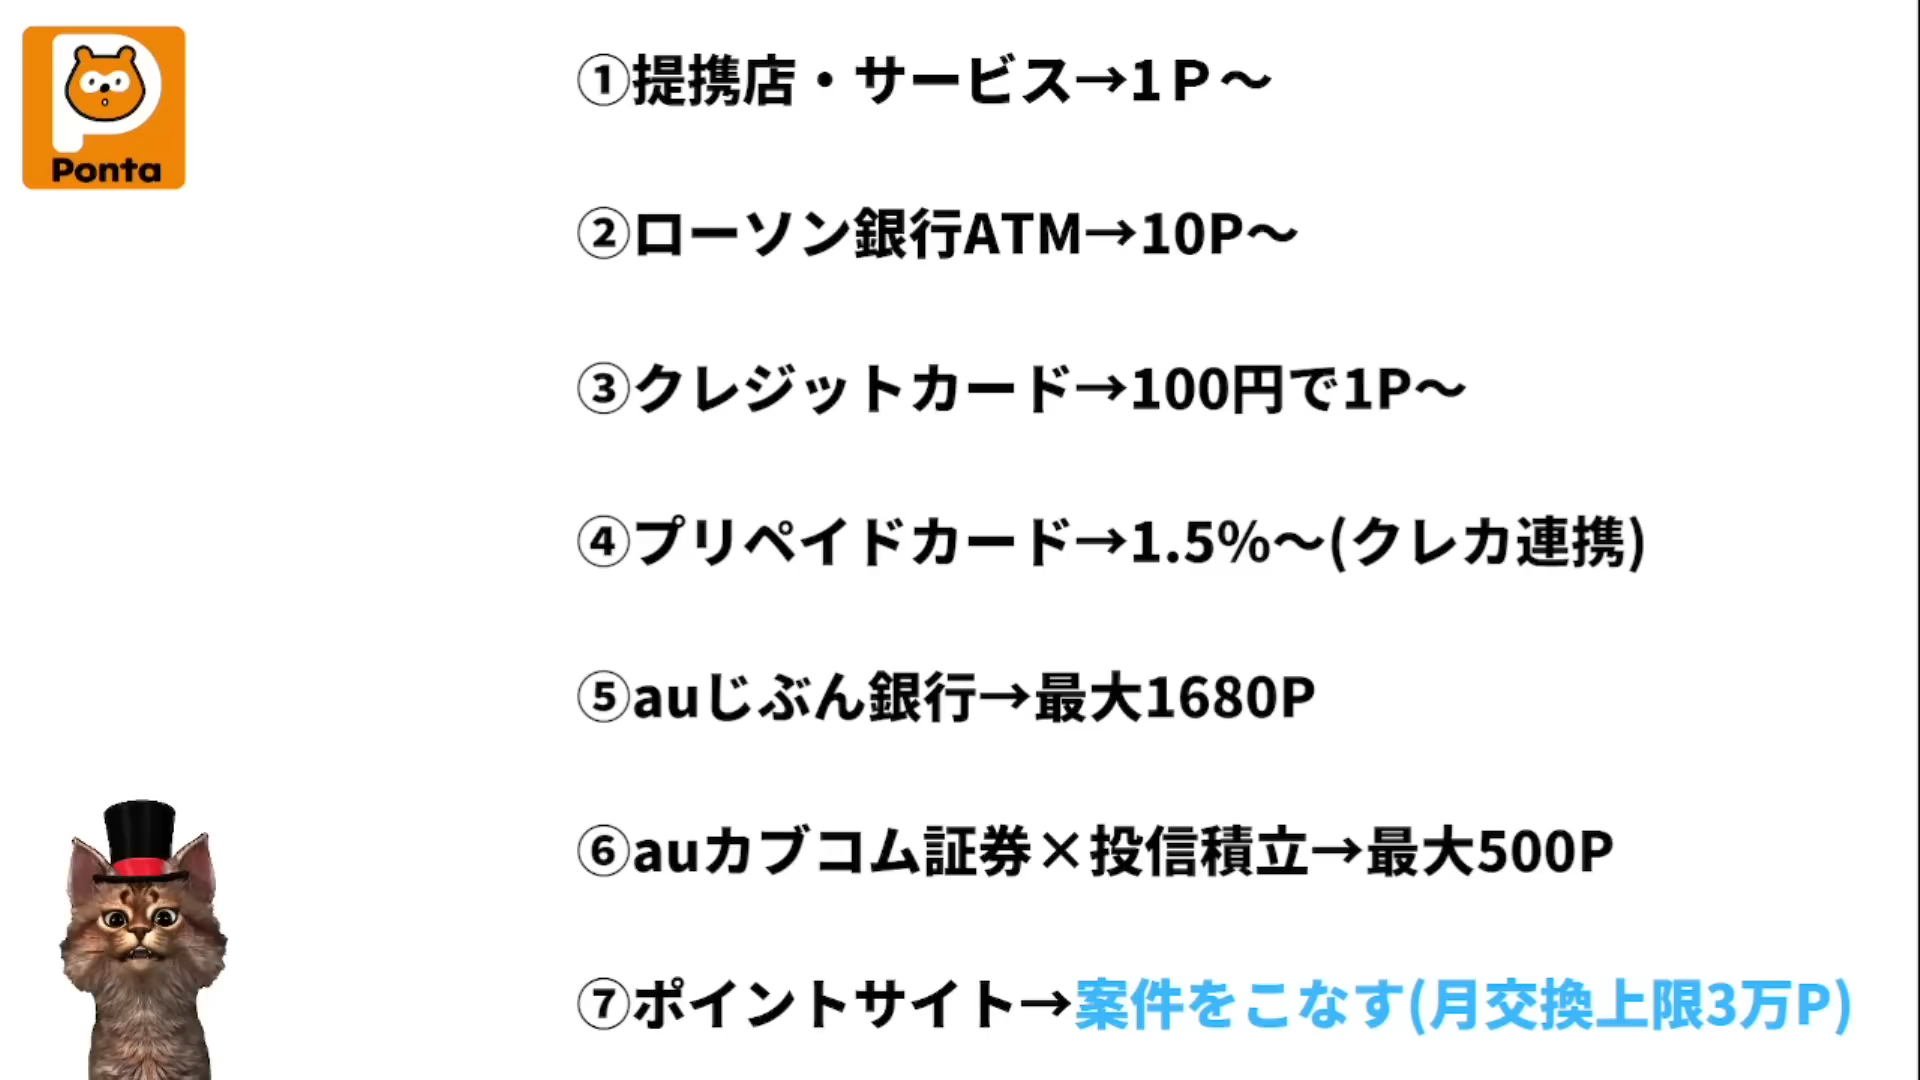 Ponta
①提携店・サービス→1Ｐ～
②ローソン銀行ATM→10P～
③クレジットカード→100円で1P～
④プリペイドカード→1.5%～(クレカ連携)
⑤auじぶん銀行→最大1680P
⑥auカブコム証券×投信積立→最大500P
⑦ポイントサイト→案件をこなす(月交換上限3万P)